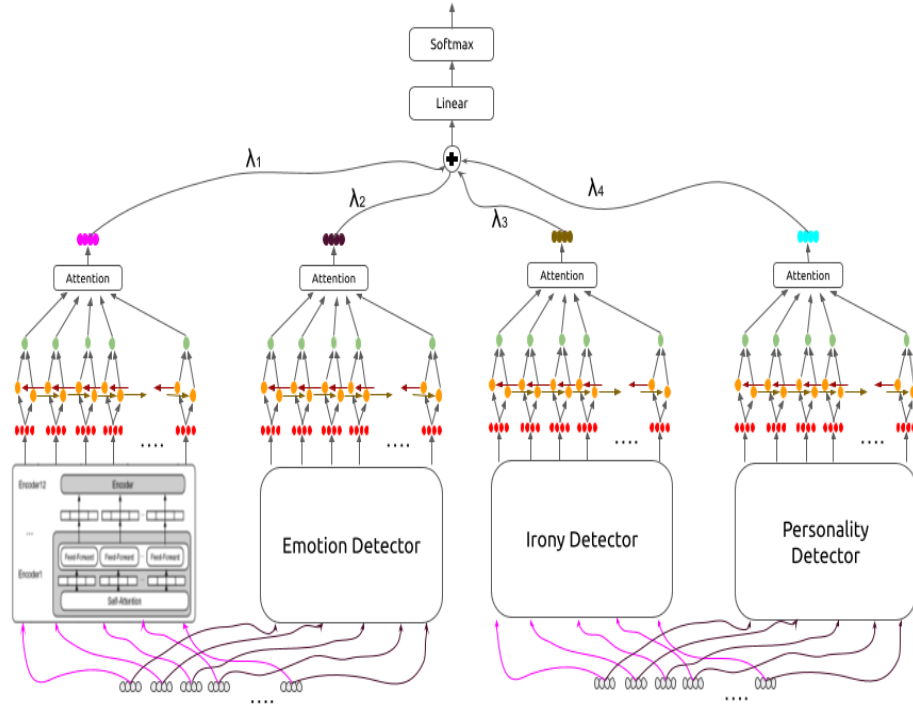 Softmax
Linear
λ1
λ2
λ3
λ4
Attention
Attention
Attention
Attention
....
....
....
....
Encoder12
Encoder
...
Feed-Forward
Feed-Forward
...
Feed-Forward
Encoder1
Self-Attention
Emotion Detector
Irony Detector
Personality
Detector
....
....